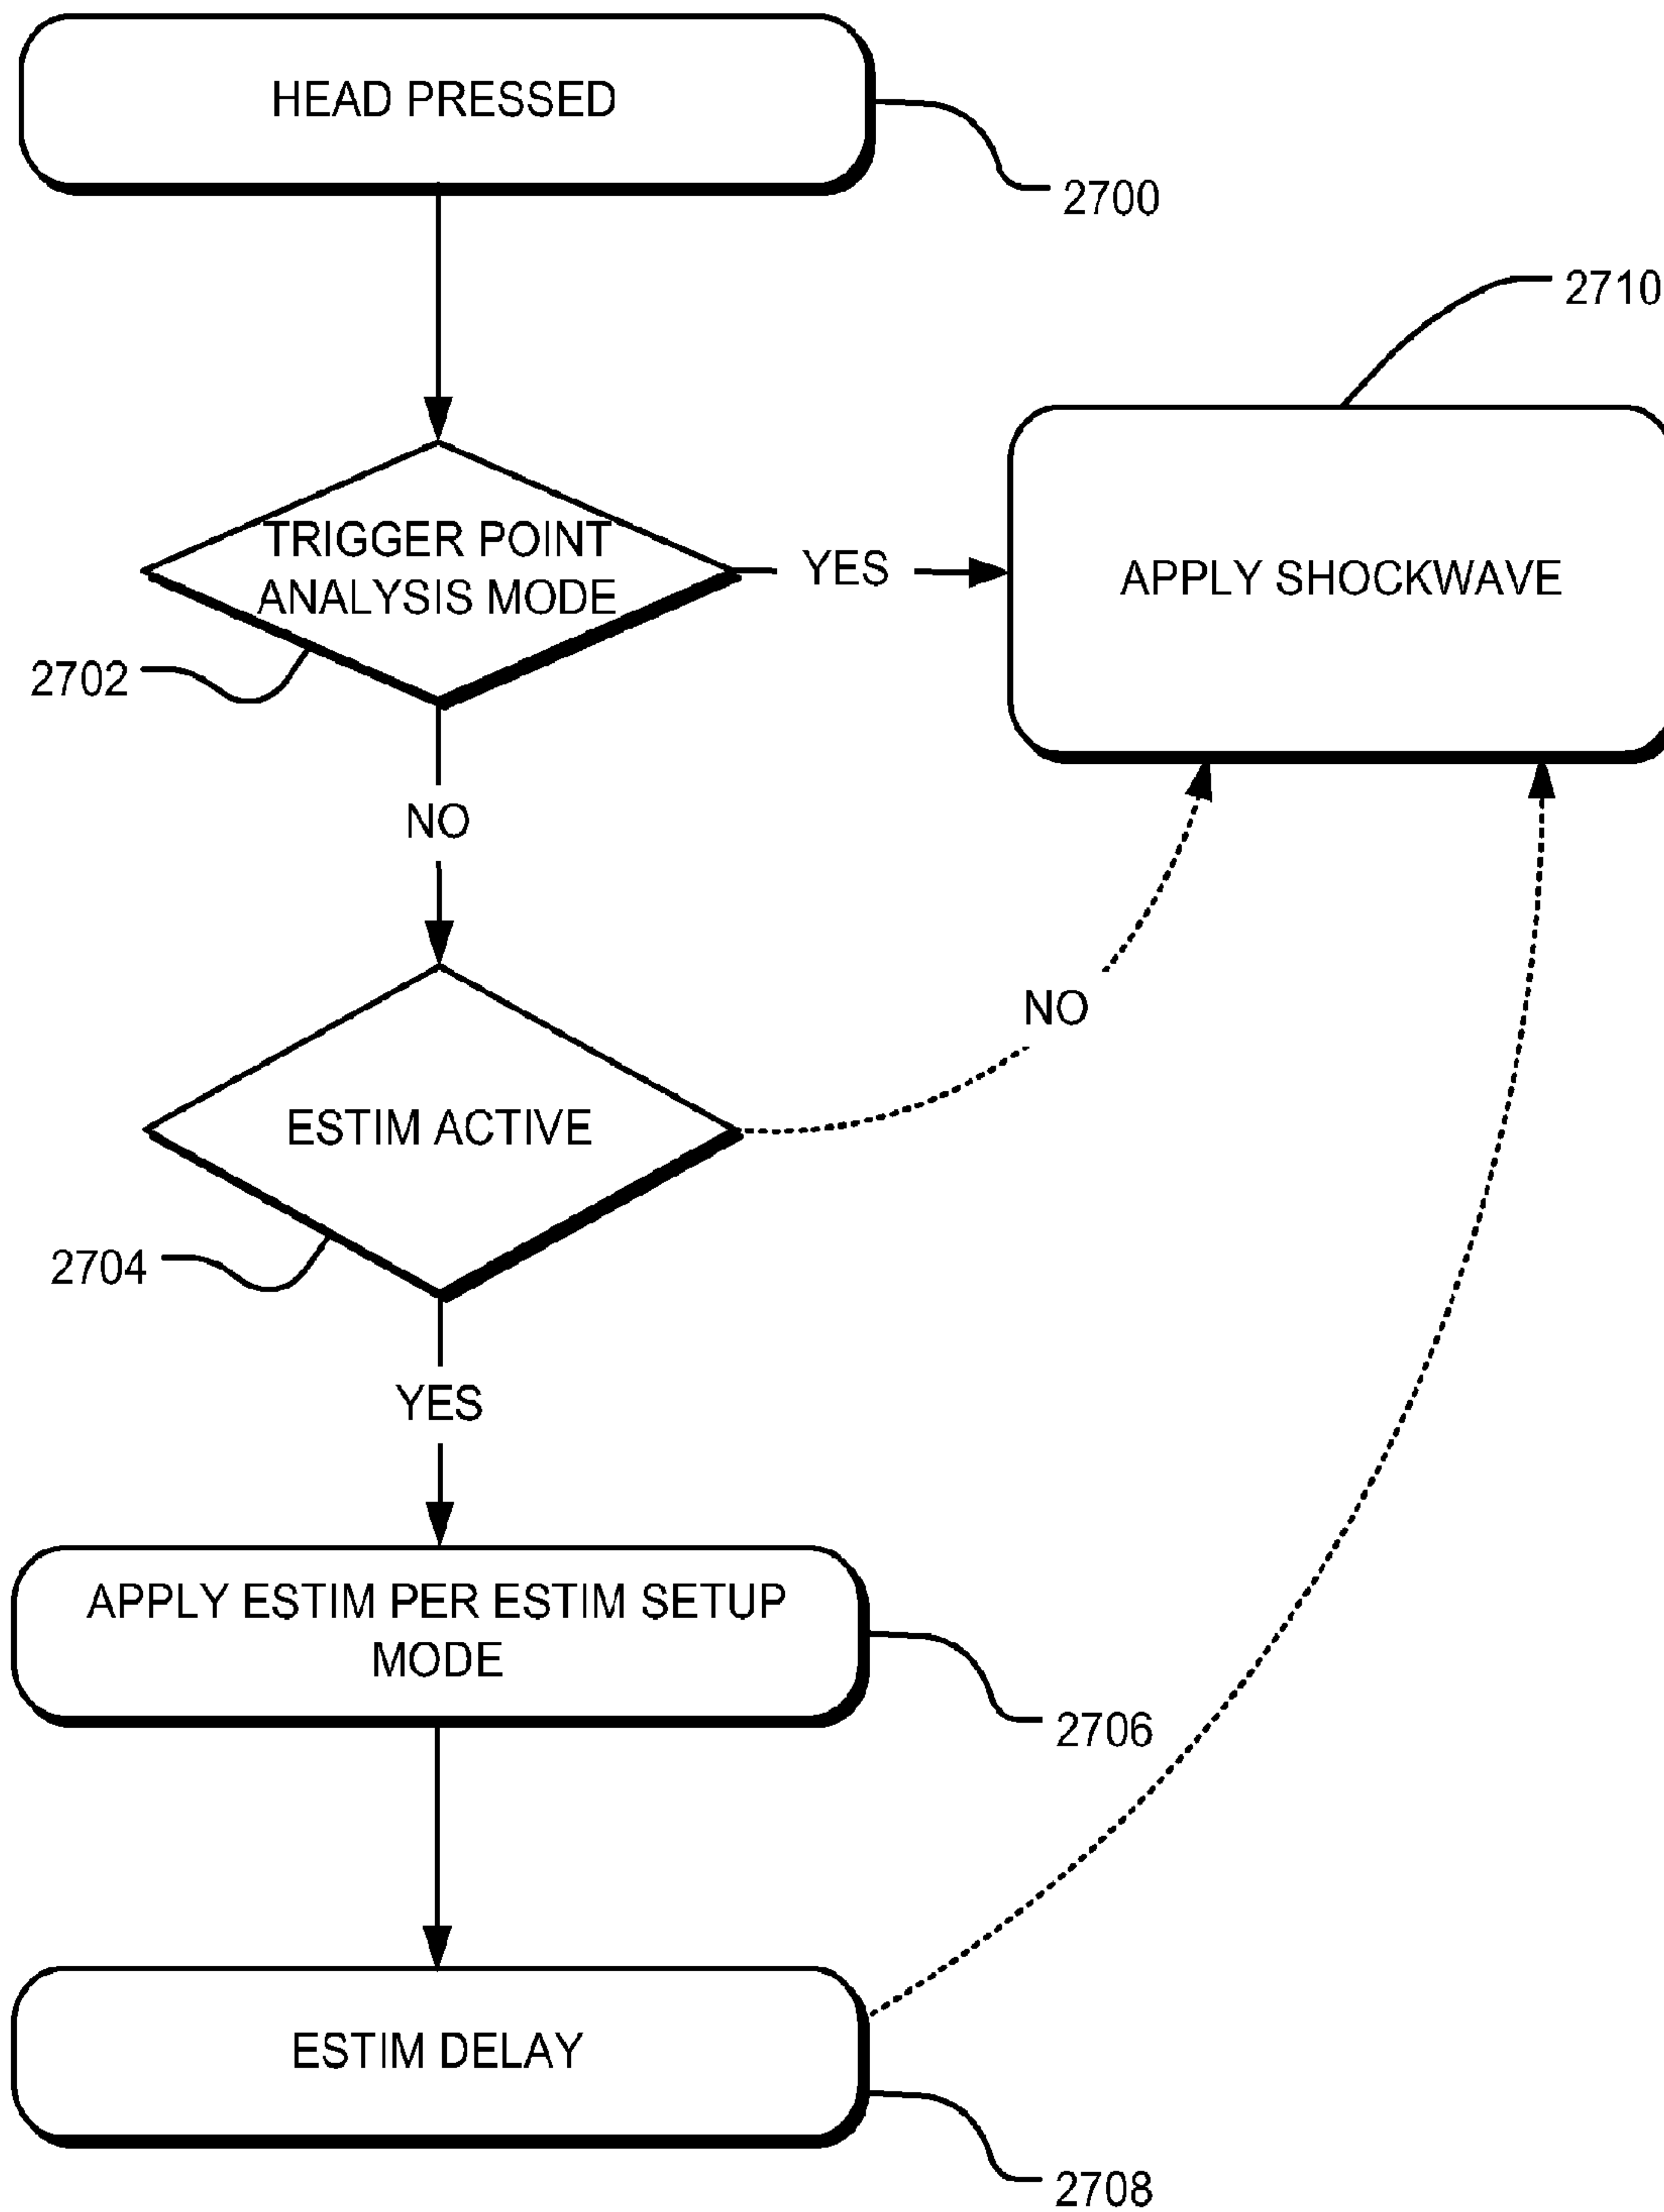 HEAD PRESSED
2700
2710
TRIGGER POINT
ANALYSIS MODE
YES
APPLY SHOCKWAVE
2702
NO
NO
ESTIM ACTIVE
2704
YES
APPLY ESTIM PER ESTIM SETUP
MODE
2706
ESTIM DELAY
2708